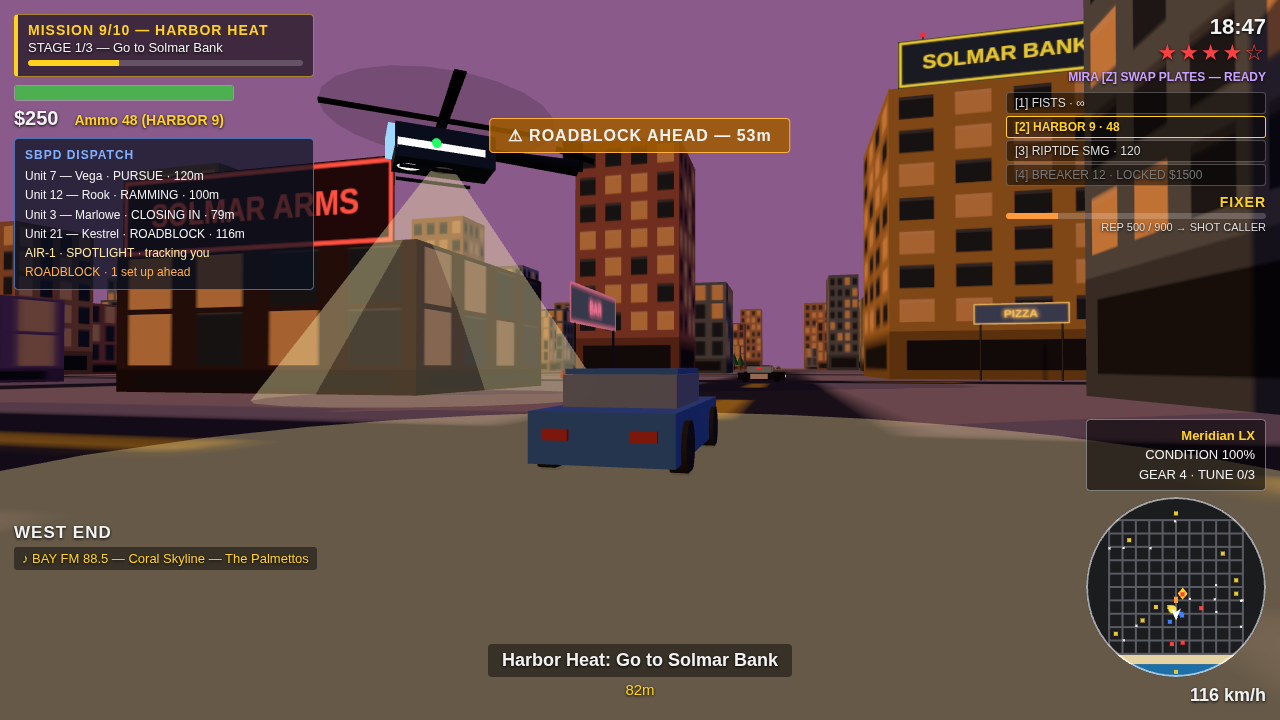 MISSION 9/10 — HARBOR HEAT
STAGE 1/3 — Go to Solmar Bank
$250 Ammo 48 (HARBOR 9)
SBPD DISPATCH
Unit 7 — Vega · PURSUE · 120m
Unit 12 — Rook · RAMMING · 100m
Unit 3 — Marlowe · CLOSING IN · 79m
Unit 21 — Kestrel · ROADBLOCK · 116m
AIR-1 · SPOTLIGHT · tracking you
ROADBLOCK · 1 set up ahead
SOLMAR ARMS
⚠ ROADBLOCK AHEAD — 53m
SOLMAR BANK
PIZZA
BAR
18:47
★★★★☆
MIRA [Z] SWAP PLATES — READY
[1] FISTS · ∞
[2] HARBOR 9 · 48
[3] RIPTIDE SMG · 120
[4] BREAKER 12 · LOCKED $1500
FIXER
REP 500 / 900 → SHOT CALLER
Meridian LX
CONDITION 100%
GEAR 4 · TUNE 0/3
WEST END
♪ BAY FM 88.5 — Coral Skyline — The Palmettos
Harbor Heat: Go to Solmar Bank
82m
116 km/h